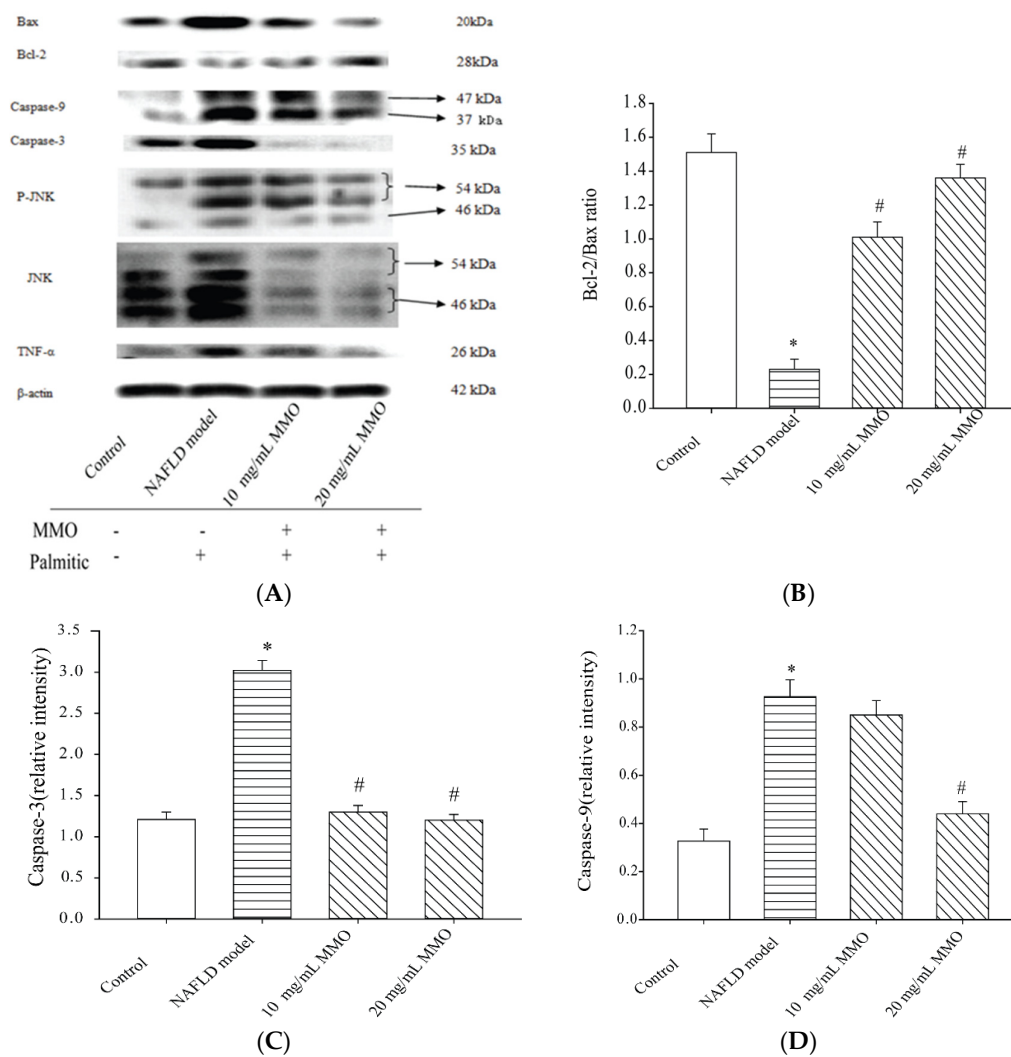 Bax 20kDa
Bcl-2 28kDa
Caspase-9 47 kDa
37 kDa
Caspase-3 35 kDa
P-JNK 54 kDa
46 kDa
JNK 54 kDa
46 kDa
TNF-α 26 kDa
β-actin 42 kDa
Control NAFLD model 10 mg/mL MMO 20 mg/mL MMO
MMO - - + +
Palmitic - + + +
(A)
Bcl-2/Bax ratio
1.8
1.6
1.4
1.2
1.0
0.8
0.6
0.4
0.2
0.0
* # #
Control NAFLD model 10 mg/mL MMO 20 mg/mL MMO
(B)
Caspase-3(relative intensity)
3.5
3.0
2.5
2.0
1.5
1.0
0.5
0.0
* # #
Control NAFLD model 10 mg/mL MMO 20 mg/mL MMO
(C)
Caspase-9(relative intensity)
1.2
1.0
0.8
0.6
0.4
0.2
0.0
* #
Control NAFLD model 10 mg/mL MMO 20 mg/mL MMO
(D)